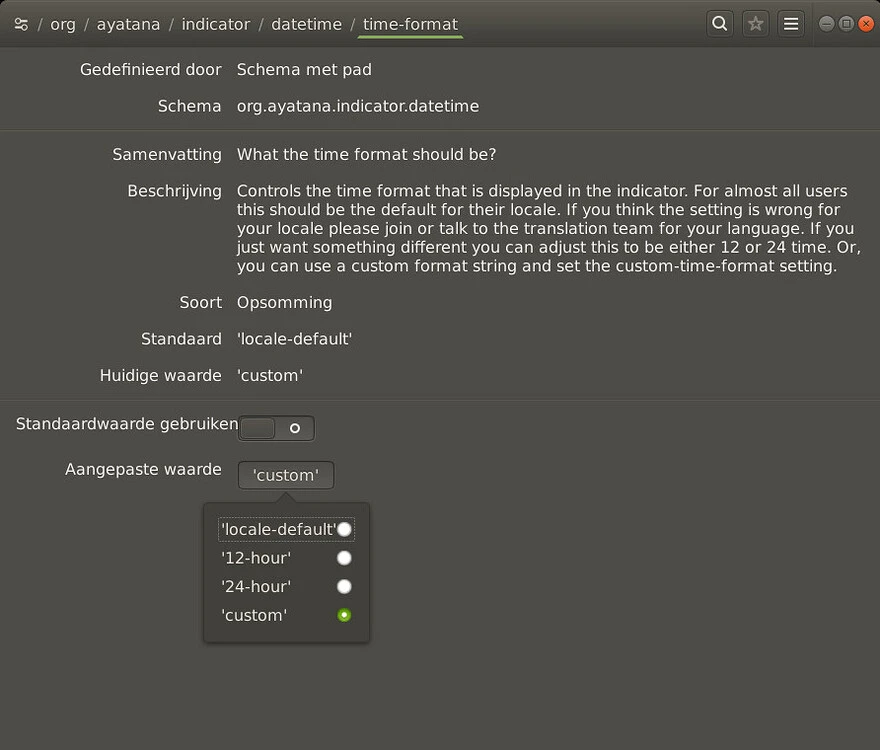 / org / ayatana / indicator / datetime / time-format
Gedefinieerd door Schema met pad
Schema org.ayatana.indicator.datetime
Samenvatting What the time format should be?
Beschrijving Controls the time format that is displayed in the indicator. For almost all users
this should be the default for their locale. If you think the setting is wrong for
your locale please join or talk to the translation team for your language. If you
just want something different you can adjust this to be either 12 or 24 time. Or,
you can use a custom format string and set the custom-time-format setting.
Soort Opsomming
Standaard 'locale-default'
Huidige waarde 'custom'
Standaardwaarde gebruiken
Aangepaste waarde 'custom'
'locale-default'
'12-hour'
'24-hour'
'custom'